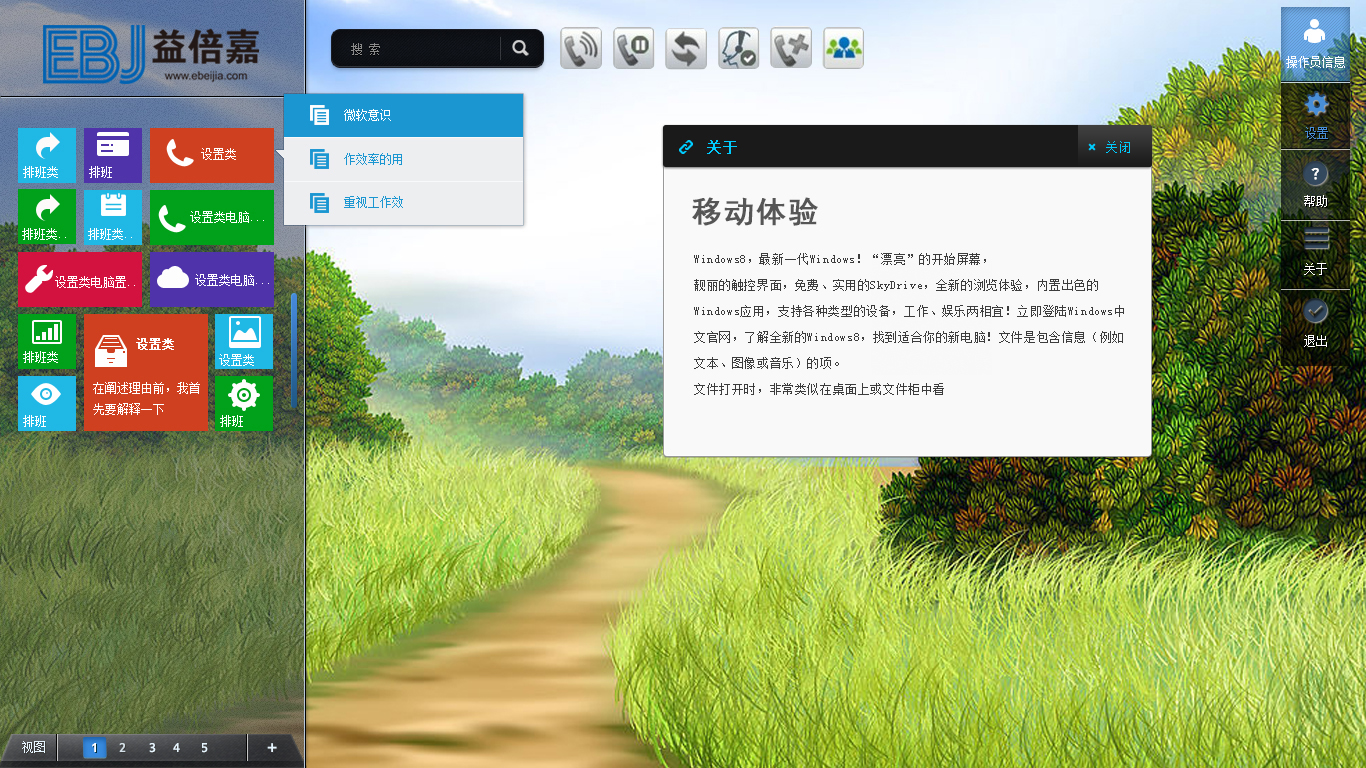 EBJ 益倍嘉
www.ebeijia.com
搜 索
操作员信息
设置
帮助
关于
退出
排班类
排班
设置类
排班类..
排班类..
设置类电脑...
设置类电脑置..
设置类电脑...
排班类
设置类
在阐述理由前，我首
先要解释一下
设置类
排班
排班
微软意识
作效率的用
重视工作效
关于
× 关闭
移动体验
Windows8，最新一代Windows！“漂亮”的开始屏幕，
靓丽的触控界面，免费、实用的SkyDrive，全新的浏览体验，内置出色的
Windows应用，支持各种类型的设备，工作、娱乐两相宜！立即登陆Windows中
文官网，了解全新的Windows8，找到适合你的新电脑！文件是包含信息（例如
文本、图像或音乐）的项。
文件打开时，非常类似在桌面上或文件柜中看
视图 1 2 3 4 5 +